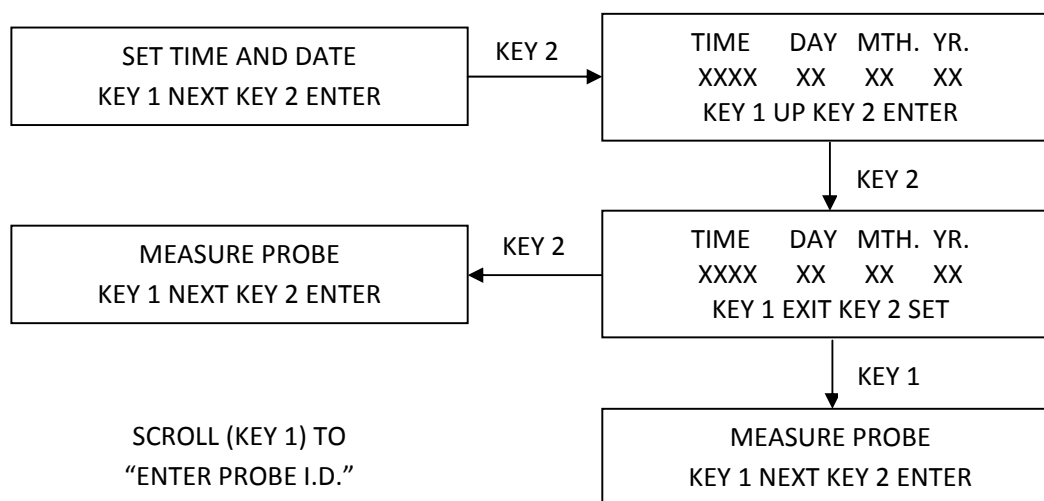 SET TIME AND DATE
KEY 1 NEXT KEY 2 ENTER
KEY 2
TIME DAY MTH. YR.
XXXX XX XX XX
KEY 1 UP KEY 2 ENTER
KEY 2
TIME DAY MTH. YR.
XXXX XX XX XX
KEY 1 EXIT KEY 2 SET
KEY 2
MEASURE PROBE
KEY 1 NEXT KEY 2 ENTER
KEY 1
MEASURE PROBE
KEY 1 NEXT KEY 2 ENTER
SCROLL (KEY 1) TO
“ENTER PROBE I.D.”